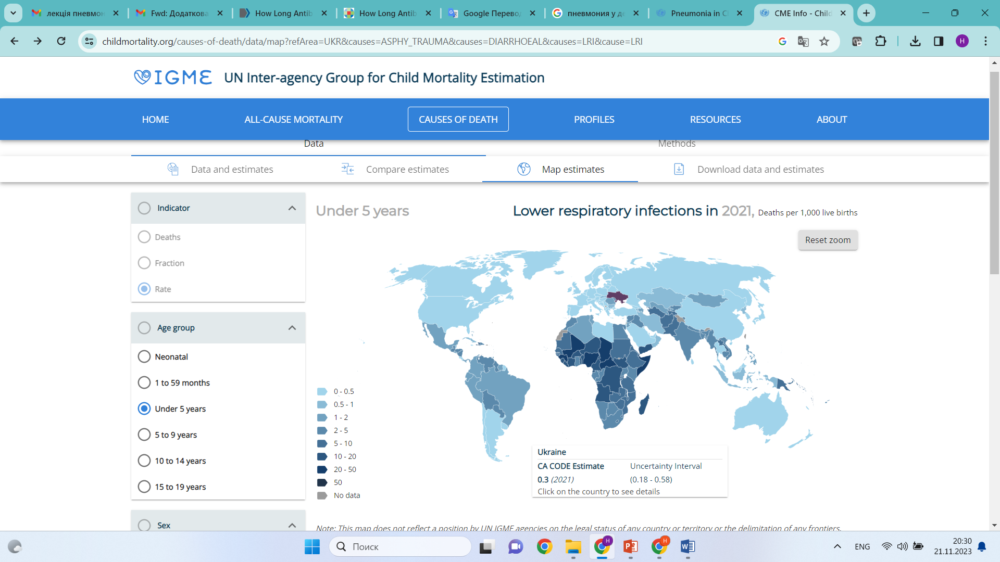 лекція пневмон
Fwd: Додаткова
How Long Antib
How Long Antib
Google Перевод
пневмония у де
Pneumonia in C
CME Info - Child
childmortality.org/causes-of-death/data/map?refArea=UKR&causes=ASPHY_TRAUMA&causes=DIARRHOEAL&causes=LRI&cause=LRI
H
IGME
UN Inter-agency Group for Child Mortality Estimation
HOME
ALL-CAUSE MORTALITY
CAUSES OF DEATH
PROFILES
RESOURCES
ABOUT
Data
Methods
Data and estimates
Compare estimates
Map estimates
Download data and estimates
Indicator
Deaths
Fraction
Rate
Age group
Neonatal
1 to 59 months
Under 5 years
5 to 9 years
10 to 14 years
15 to 19 years
Sex
Under 5 years
Lower respiratory infections in 2021, Deaths per 1,000 live births
Reset zoom
0 - 0.5
0.5 - 1
1 - 2
2 - 5
5 - 10
10 - 20
20 - 50
50
No data
Ukraine
CA CODE Estimate
Uncertainty Interval
0.3 (2021)
(0.18 - 0.58)
Click on the country to see details
Note: This map does not reflect a position by UN IGME agencies on the legal status of any country or territory or the delimitation of any frontiers.
Поиск
H
H
ENG
20:30
21.11.2023